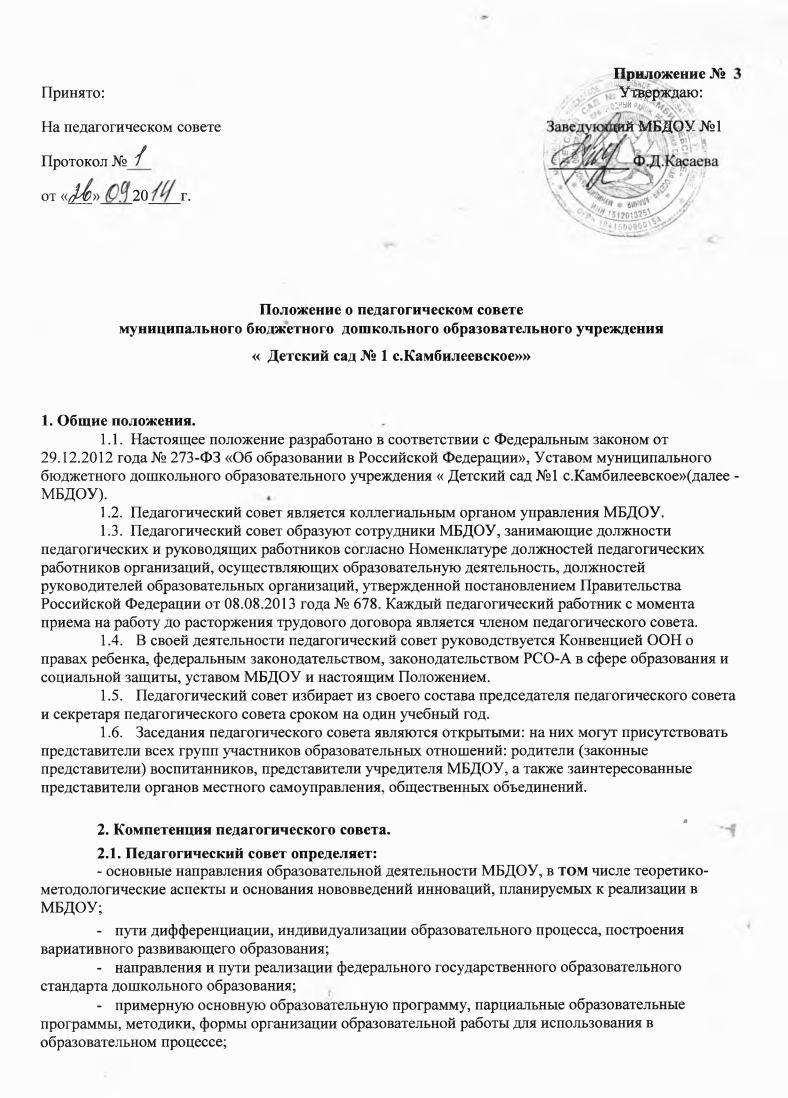 Приложение № 3
Принято: Утверждаю:
На педагогическом совете Заведующий МБДОУ №1
Протокол № 1 Ф.Д.Касаева
от «26» 09 2014 г.
ИНН 1512013251
Положение о педагогическом совете
муниципального бюджетного дошкольного образовательного учреждения
« Детский сад № 1 с.Камбилеевское»»
1. Общие положения.
1.1. Настоящее положение разработано в соответствии с Федеральным законом от
29.12.2012 года № 273-ФЗ «Об образовании в Российской Федерации», Уставом муниципального
бюджетного дошкольного образовательного учреждения « Детский сад №1 с.Камбилеевское»(далее -
МБДОУ).
1.2. Педагогический совет является коллегиальным органом управления МБДОУ.
1.3. Педагогический совет образуют сотрудники МБДОУ, занимающие должности
педагогических и руководящих работников согласно Номенклатуре должностей педагогических
работников организаций, осуществляющих образовательную деятельность, должностей
руководителей образовательных организаций, утвержденной постановлением Правительства
Российской Федерации от 08.08.2013 года № 678. Каждый педагогический работник с момента
приема на работу до расторжения трудового договора является членом педагогического совета.
1.4. В своей деятельности педагогический совет руководствуется Конвенцией ООН о
правах ребенка, федеральным законодательством, законодательством РСО-А в сфере образования и
социальной защиты, уставом МБДОУ и настоящим Положением.
1.5. Педагогический совет избирает из своего состава председателя педагогического совета
и секретаря педагогического совета сроком на один учебный год.
1.6. Заседания педагогического совета являются открытыми: на них могут присутствовать
представители всех групп участников образовательных отношений: родители (законные
представители) воспитанников, представители учредителя МБДОУ, а также заинтересованные
представители органов местного самоуправления, общественных объединений.
2. Компетенция педагогического совета.
2.1. Педагогический совет определяет:
- основные направления образовательной деятельности МБДОУ, в том числе теоретико-
методологические аспекты и основания нововведений инноваций, планируемых к реализации в
МБДОУ;
- пути дифференциации, индивидуализации образовательного процесса, построения
вариативного развивающего образования;
- направления и пути реализации федерального государственного образовательного
стандарта дошкольного образования;
- примерную основную образовательную программу, парциальные образовательные
программы, методики, формы организации образовательной работы для использования в
образовательном процессе;